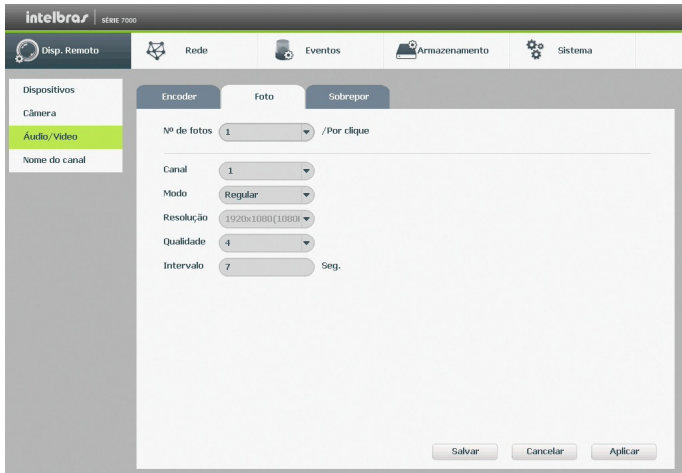 intelbras SÉRIE 7000
Disp. Remoto Rede Eventos Armazenamento Sistema
Dispositivos
Câmera
Áudio/Video
Nome do canal
Encoder Foto Sobrepor
Nº de fotos 1 /Por clique
Canal 1
Modo Regular
Resolução 1920x1080(1080
Qualidade 4
Intervalo 7 Seg.
Salvar Cancelar Aplicar